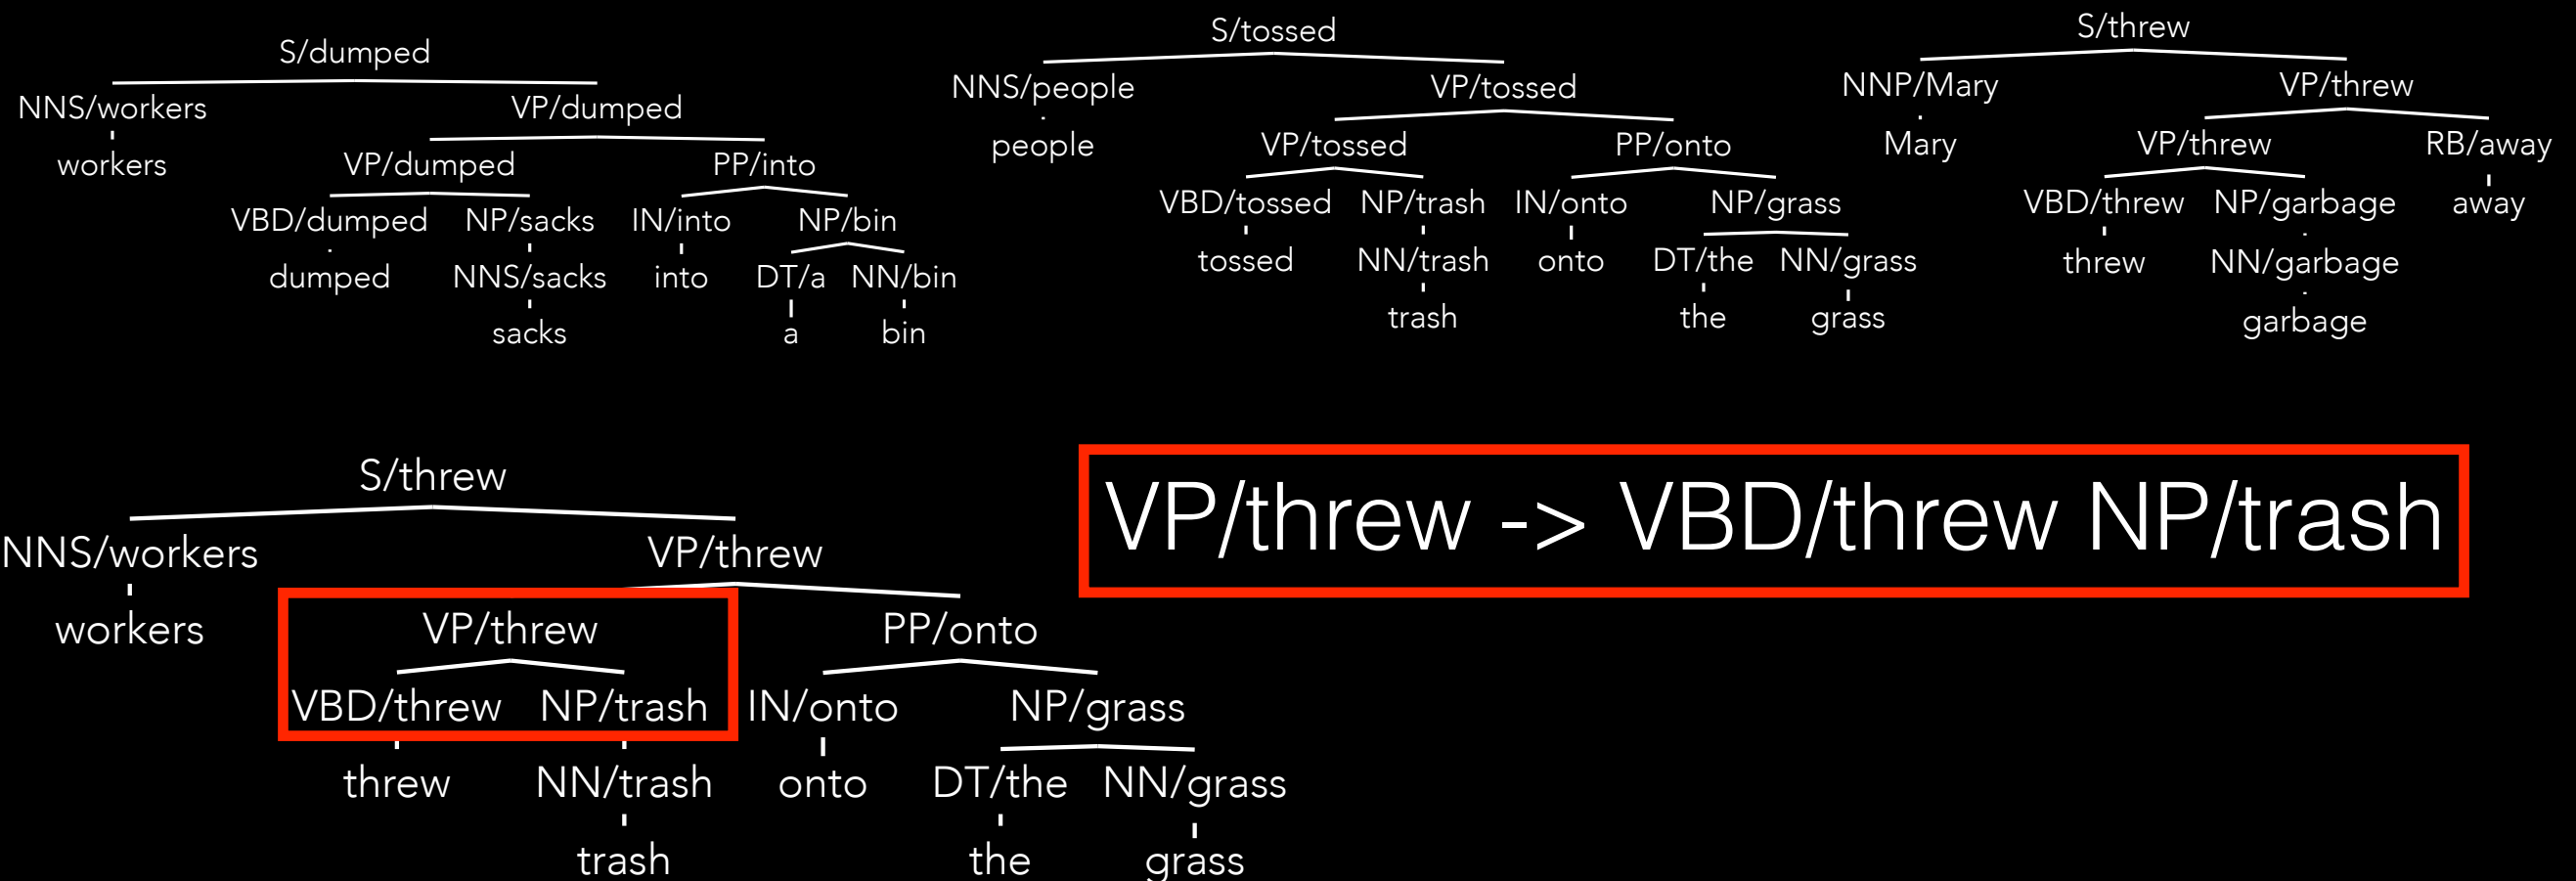 S/dumped
NNS/workers VP/dumped
workers VP/dumped PP/into
VBD/dumped NP/sacks IN/into NP/bin
dumped NNS/sacks into DT/a NN/bin
sacks a bin
S/tossed
NNS/people VP/tossed
people VP/tossed PP/onto
VBD/tossed NP/trash IN/onto NP/grass
tossed NN/trash onto DT/the NN/grass
trash the grass
S/threw
NNP/Mary VP/threw
Mary VP/threw RB/away
VBD/threw NP/garbage away
threw NN/garbage
garbage
S/threw
NNS/workers VP/threw
workers VP/threw PP/onto
VBD/threw NP/trash IN/onto NP/grass
threw NN/trash onto DT/the NN/grass
trash the grass
VP/threw -> VBD/threw NP/trash